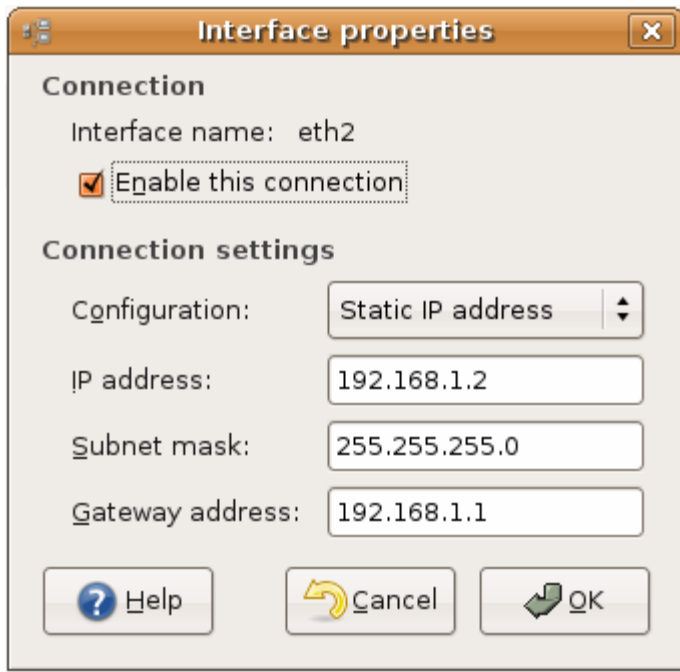 Interface properties
Connection
Interface name: eth2
Enable this connection
Connection settings
Configuration: Static IP address
IP address: 192.168.1.2
Subnet mask: 255.255.255.0
Gateway address: 192.168.1.1
Help Cancel OK